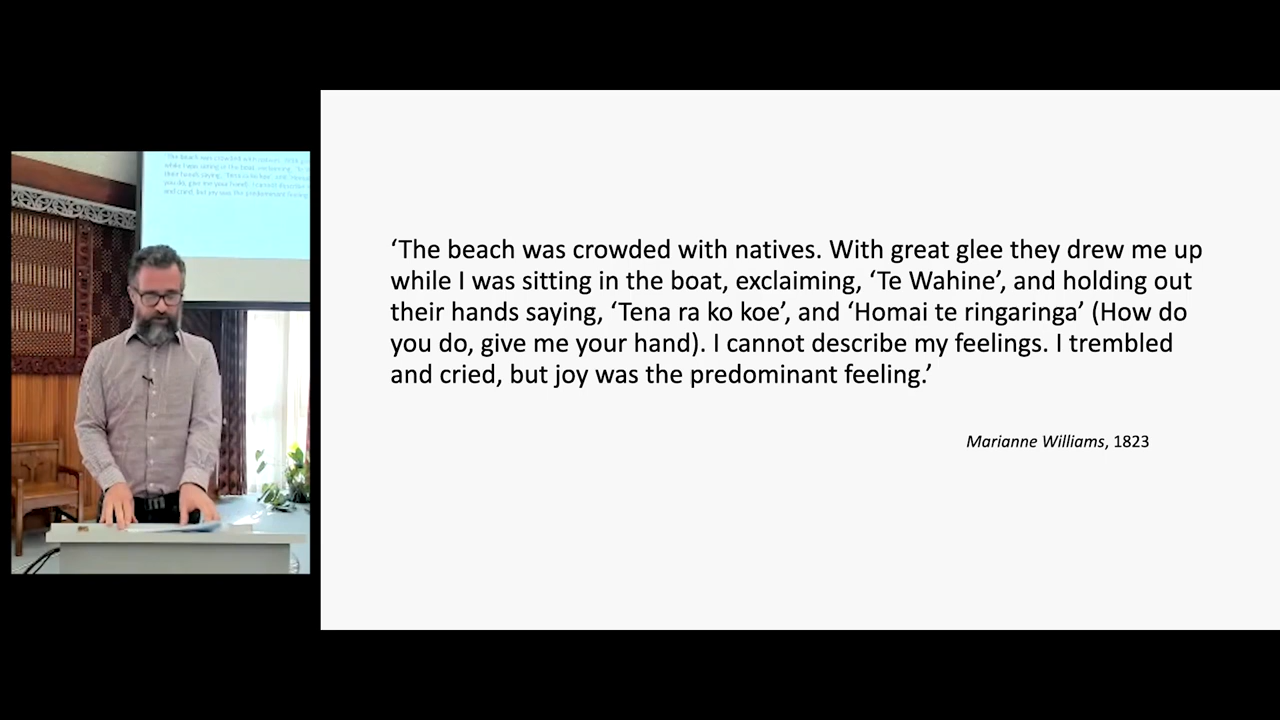 ‘The beach was crowded with natives. With great glee they drew me up
while I was sitting in the boat, exclaiming, ‘Te Wahine’, and holding out
their hands saying, ‘Tena ra ko koe’, and ‘Homai te ringaringa’ (How do
you do, give me your hand). I cannot describe my feelings. I trembled
and cried, but joy was the predominant feeling.’
Marianne Williams, 1823